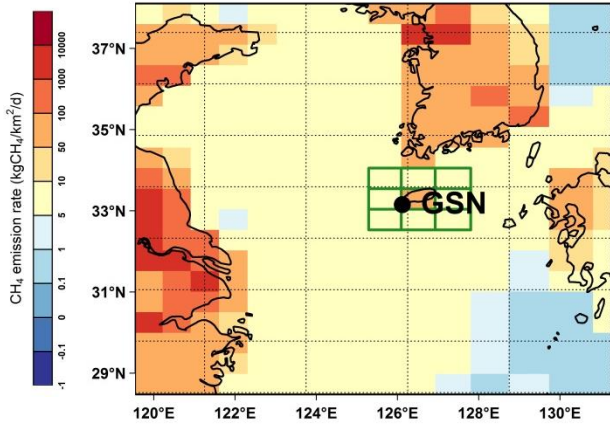 CH₄ emission rate (kgCH₄/km²/d)
10000
1000
100
50
10
5
1
0.1
0
-0.1
-1
37°N
35°N
33°N
31°N
29°N
GSN
120°E 122°E 124°E 126°E 128°E 130°E